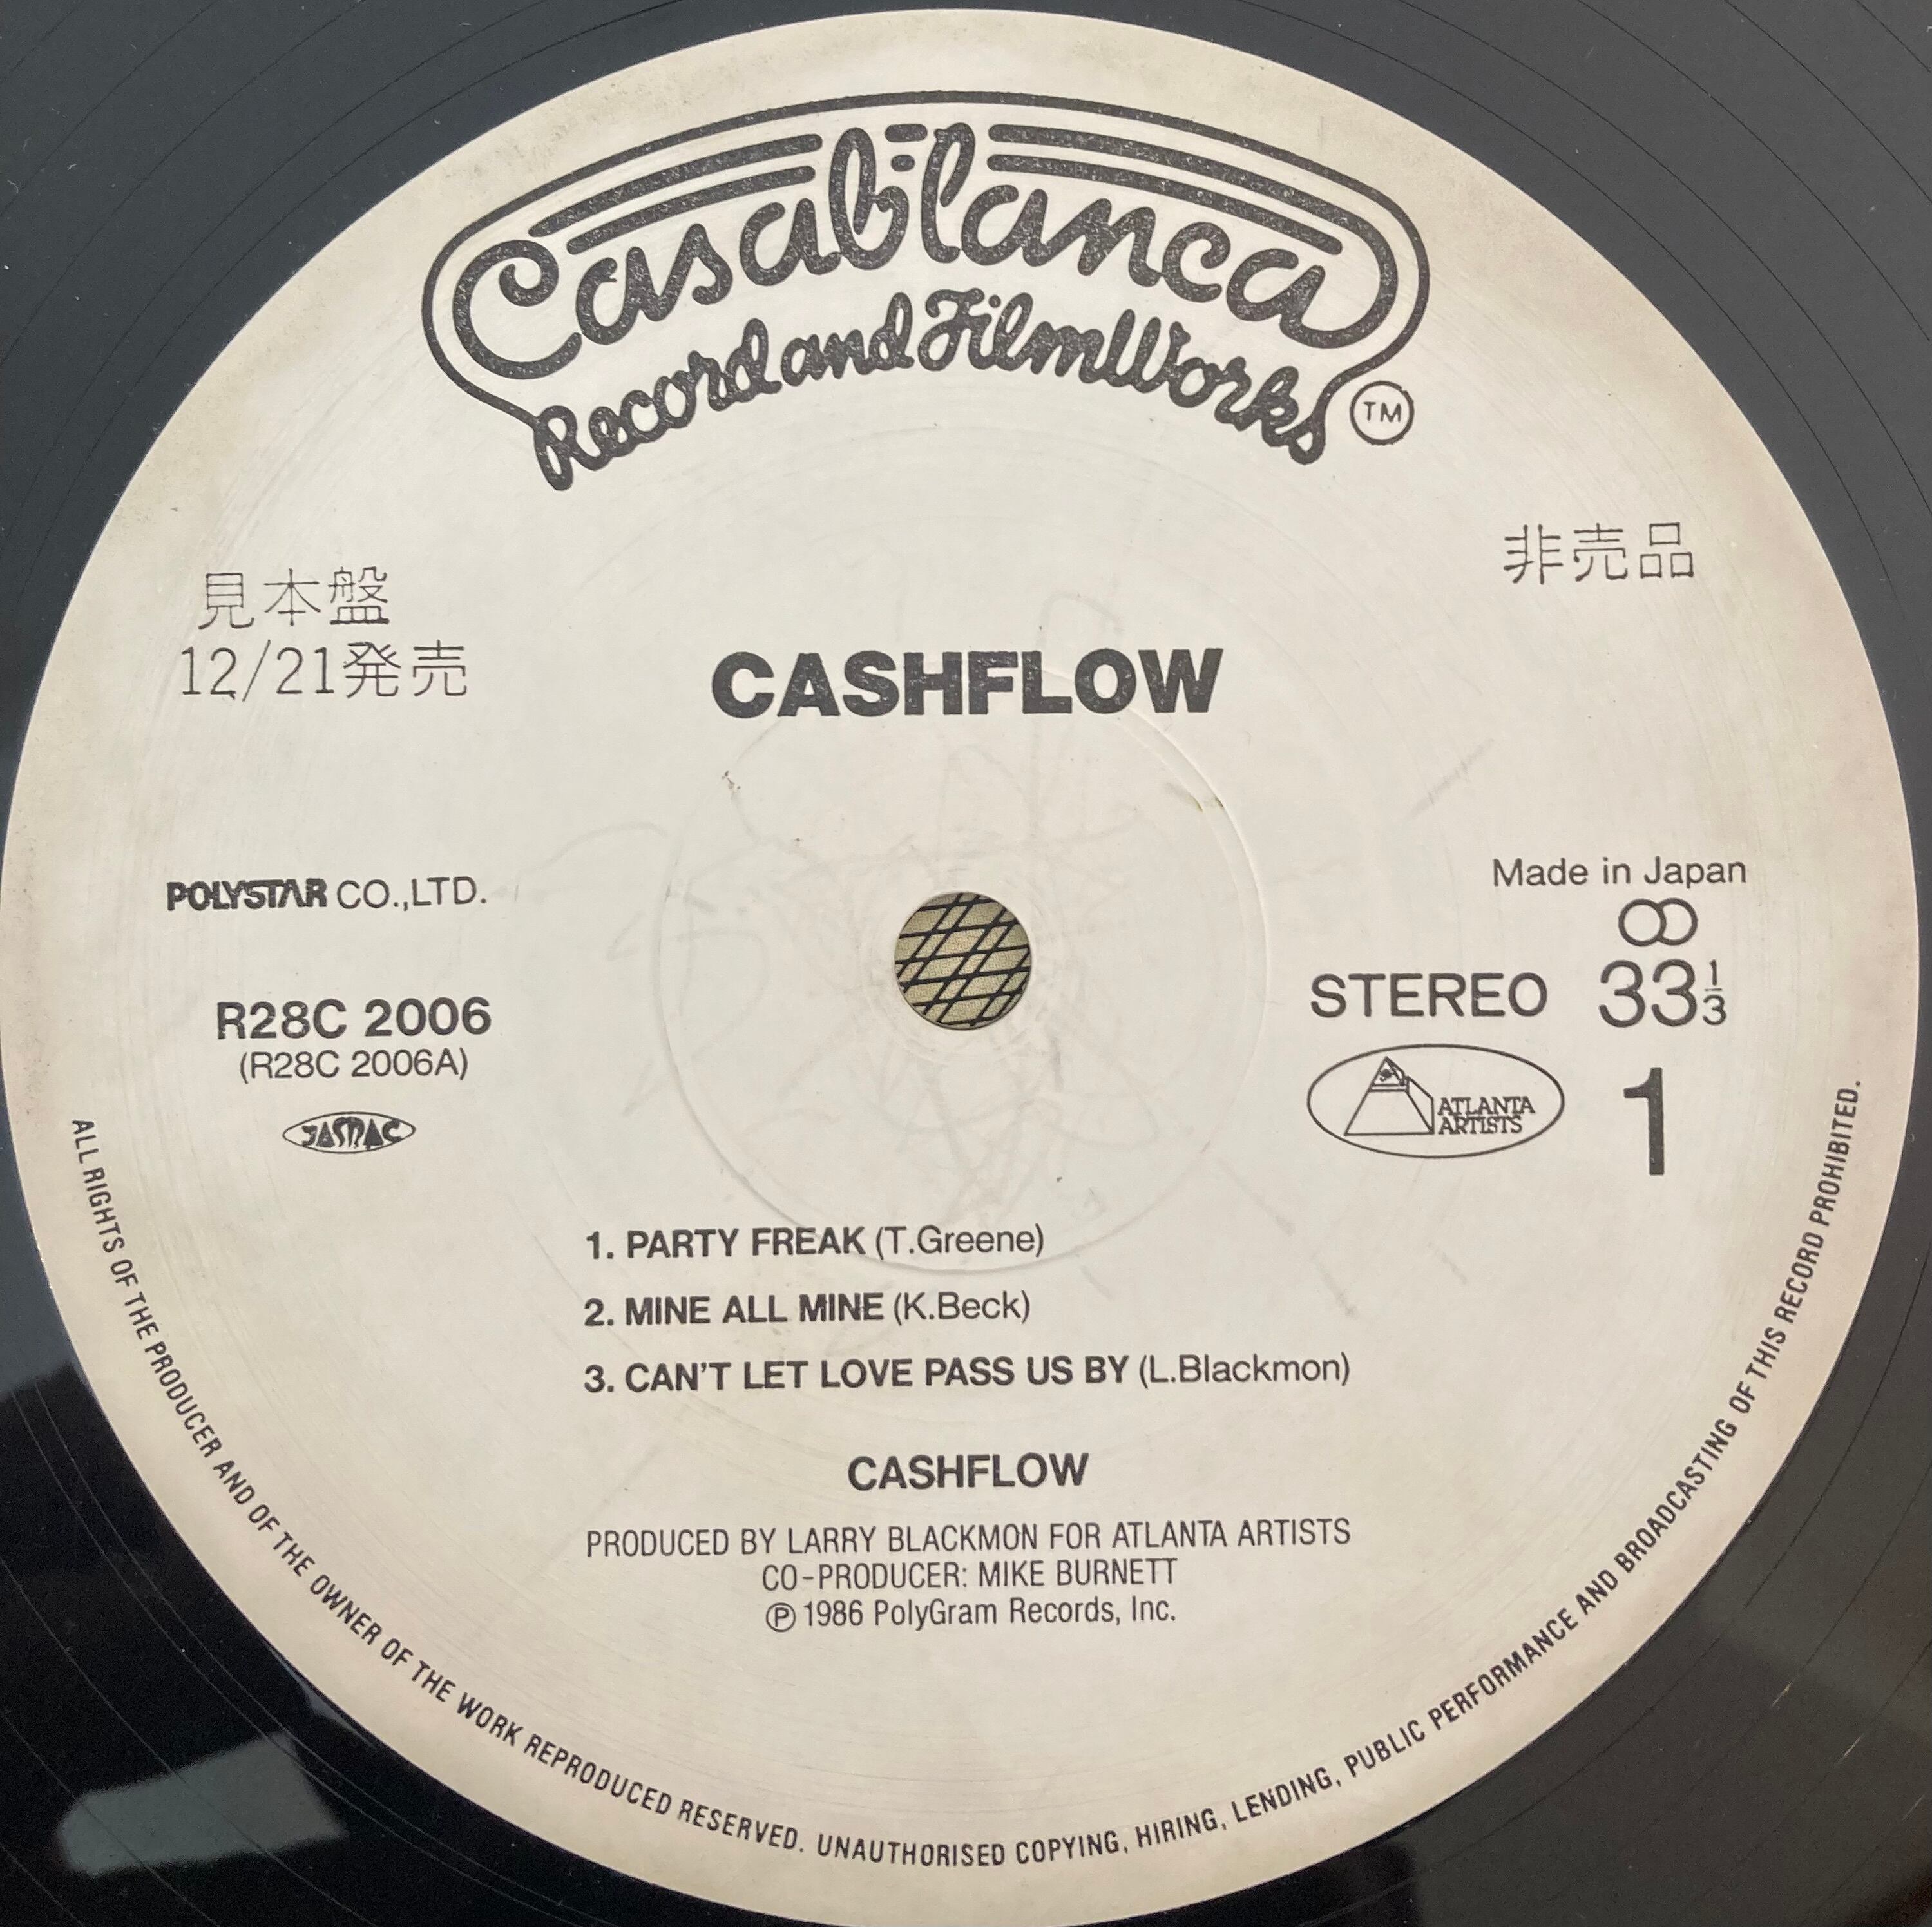 Casablanca
Record and FilmWorks
TM
見本盤
12/21発売
非売品
CASHFLOW
POLYSTAR CO.,LTD.
R28C 2006
(R28C 2006A)
JASRAC
Made in Japan
STEREO 33⅓
ATLANTA
ARTISTS
1
1. PARTY FREAK (T.Greene)
2. MINE ALL MINE (K.Beck)
3. CAN'T LET LOVE PASS US BY (L.Blackmon)
CASHFLOW
PRODUCED BY LARRY BLACKMON FOR ATLANTA ARTISTS
CO-PRODUCER: MIKE BURNETT
℗ 1986 PolyGram Records, Inc.
ALL RIGHTS OF THE PRODUCER AND OF THE OWNER OF THE WORK REPRODUCED RESERVED. UNAUTHORISED COPYING, HIRING, LENDING, PUBLIC PERFORMANCE AND BROADCASTING OF THIS RECORD PROHIBITED.